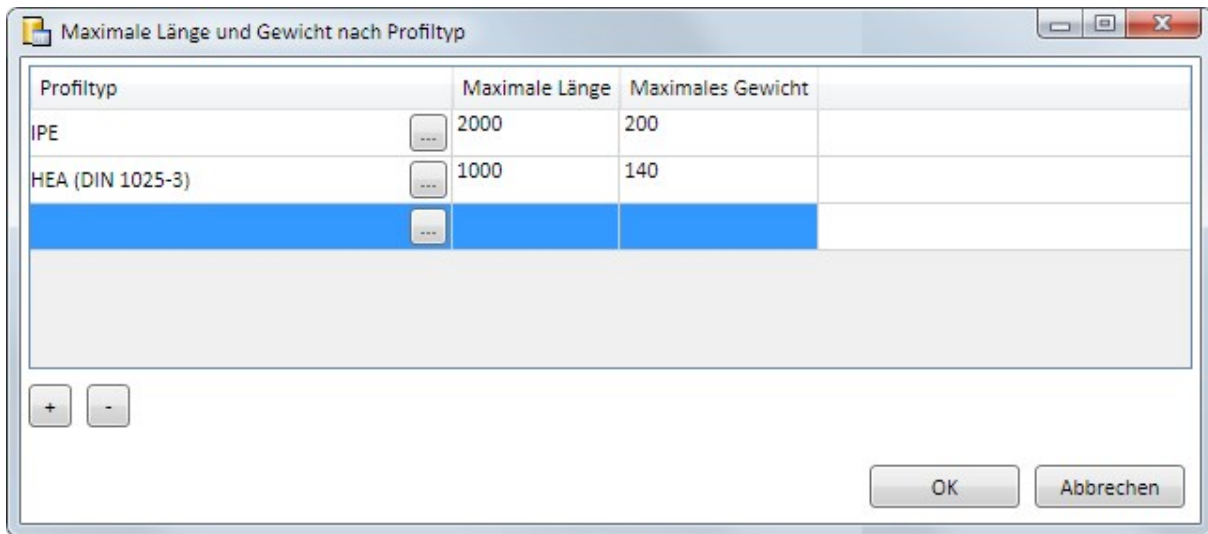 Maximale Länge und Gewicht nach Profiltyp
Profiltyp Maximale Länge Maximales Gewicht
IPE ... 2000 200
HEA (DIN 1025-3) ... 1000 140
...
+ -
OK Abbrechen